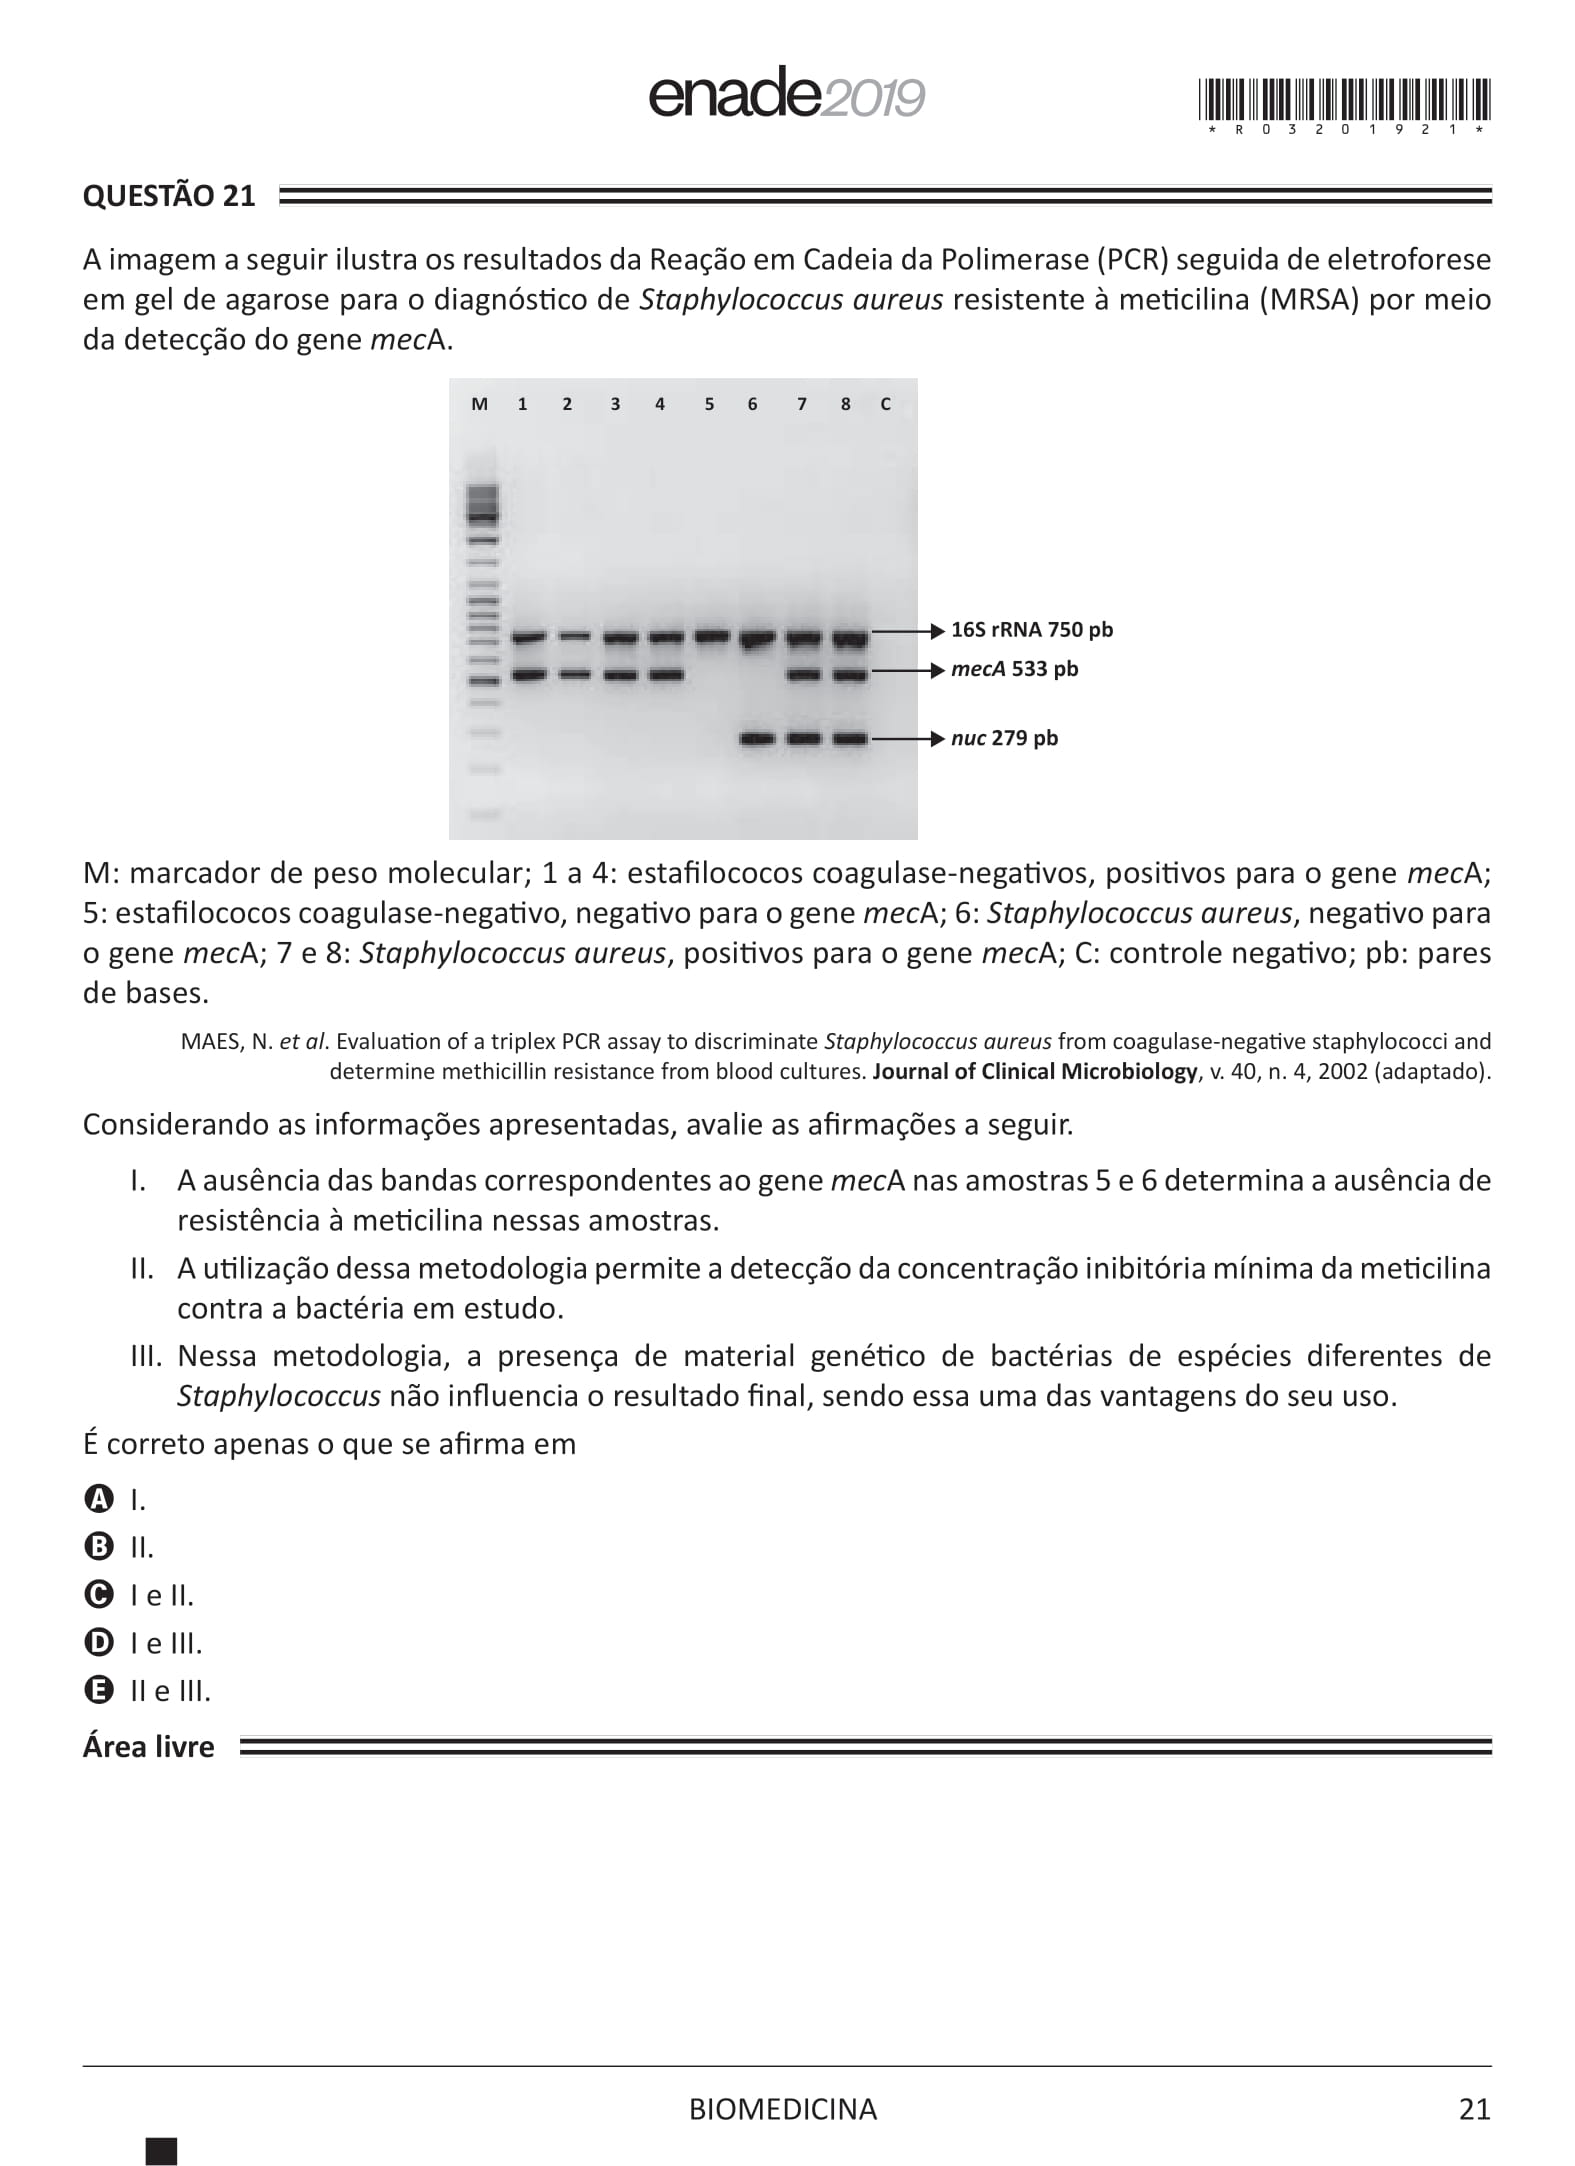 enade2019
*R03201921*
QUESTÃO 21
A imagem a seguir ilustra os resultados da Reação em Cadeia da Polimerase (PCR) seguida de eletroforese
em gel de agarose para o diagnóstico de Staphylococcus aureus resistente à meticilina (MRSA) por meio
da detecção do gene mecA.
M 1 2 3 4 5 6 7 8 C
16S rRNA 750 pb
mecA 533 pb
nuc 279 pb
M: marcador de peso molecular; 1 a 4: estafilococos coagulase-negativos, positivos para o gene mecA;
5: estafilococos coagulase-negativo, negativo para o gene mecA; 6: Staphylococcus aureus, negativo para
o gene mecA; 7 e 8: Staphylococcus aureus, positivos para o gene mecA; C: controle negativo; pb: pares
de bases.
MAES, N. et al. Evaluation of a triplex PCR assay to discriminate Staphylococcus aureus from coagulase-negative staphylococci and
determine methicillin resistance from blood cultures. Journal of Clinical Microbiology, v. 40, n. 4, 2002 (adaptado).
Considerando as informações apresentadas, avalie as afirmações a seguir.
I. A ausência das bandas correspondentes ao gene mecA nas amostras 5 e 6 determina a ausência de
resistência à meticilina nessas amostras.
II. A utilização dessa metodologia permite a detecção da concentração inibitória mínima da meticilina
contra a bactéria em estudo.
III. Nessa metodologia, a presença de material genético de bactérias de espécies diferentes de
Staphylococcus não influencia o resultado final, sendo essa uma das vantagens do seu uso.
É correto apenas o que se afirma em
A I.
B II.
C I e II.
D I e III.
E II e III.
Área livre
BIOMEDICINA
21